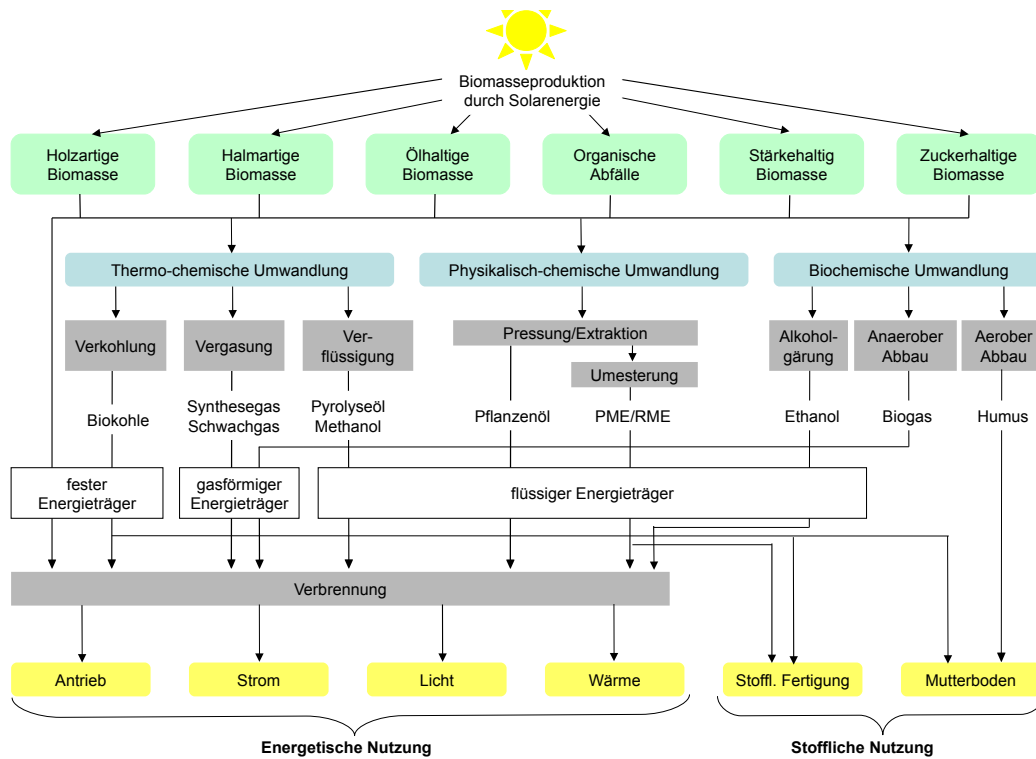 Biomasseproduktion
durch Solarenergie
Holzartige
Biomasse
Halmartige
Biomasse
Ölhaltige
Biomasse
Organische
Abfälle
Stärkehaltig
Biomasse
Zuckerhaltige
Biomasse
Thermo-chemische Umwandlung
Physikalisch-chemische Umwandlung
Biochemische Umwandlung
Verkohlung
Vergasung
Ver-
flüssigung
Pressung/Extraktion
Umesterung
Alkohol-
gärung
Anaerober
Abbau
Aerober
Abbau
Biokohle
Synthesegas
Schwachgas
Pyrolyseöl
Methanol
Pflanzenöl
PME/RME
Ethanol
Biogas
Humus
fester
Energieträger
gasförmiger
Energieträger
flüssiger Energieträger
Verbrennung
Antrieb
Strom
Licht
Wärme
Stoffl. Fertigung
Mutterboden
Energetische Nutzung
Stoffliche Nutzung